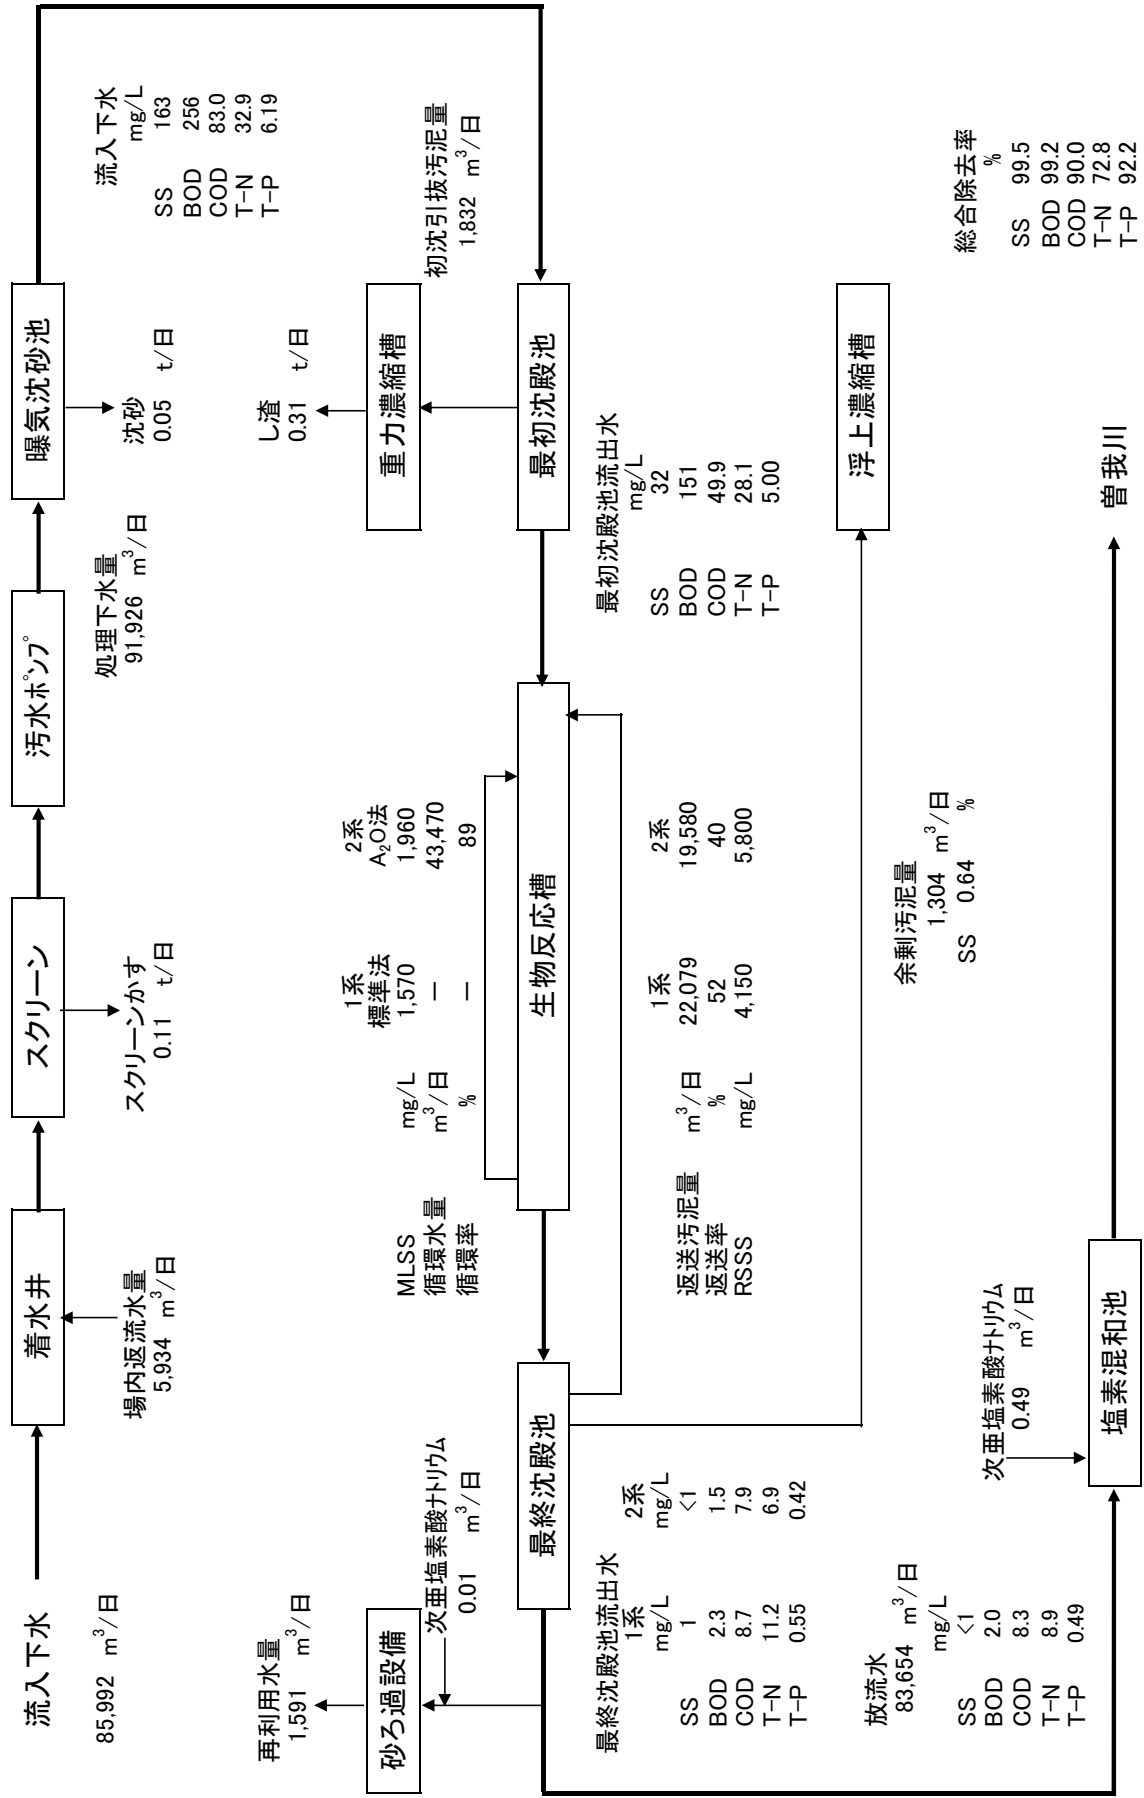 流入下水
85,992 m³/日
着水井
場内返流水量
5,934 m³/日
スクリーン
スクリーンかす
0.11 t/日
汚水ポンプ
処理下水量
91,926 m³/日
曝気沈砂池
沈砂
0.05 t/日
流入下水
mg/L
SS 163
BOD 256
COD 83.0
T-N 32.9
T-P 6.19
再利用水量
1,591 m³/日
砂ろ過設備
次亜塩素酸ナトリウム
0.01 m³/日
1系 2系
標準法 A₂O法
MLSS mg/L 1,570 1,960
循環水量 m³/日 － 43,470
循環率 % － 89
し渣
0.31 t/日
重力濃縮槽
初沈引抜汚泥量
1,832 m³/日
最終沈殿池
生物反応槽
最初沈殿池
最終沈殿池流出水
1系 2系
mg/L mg/L
SS 1 <1
BOD 2.3 1.5
COD 8.7 7.9
T-N 11.2 6.9
T-P 0.55 0.42
1系 2系
返送汚泥量 m³/日 22,079 19,580
返送率 % 52 40
RSSS mg/L 4,150 5,800
最初沈殿池流出水
mg/L
SS 32
BOD 151
COD 49.9
T-N 28.1
T-P 5.00
放流水
83,654 m³/日
mg/L
SS <1
BOD 2.0
COD 8.3
T-N 8.9
T-P 0.49
余剰汚泥量
1,304 m³/日
SS 0.64 %
浮上濃縮槽
次亜塩素酸ナトリウム
0.49 m³/日
塩素混和池
曽我川
総合除去率
%
SS 99.5
BOD 99.2
COD 90.0
T-N 72.8
T-P 92.2